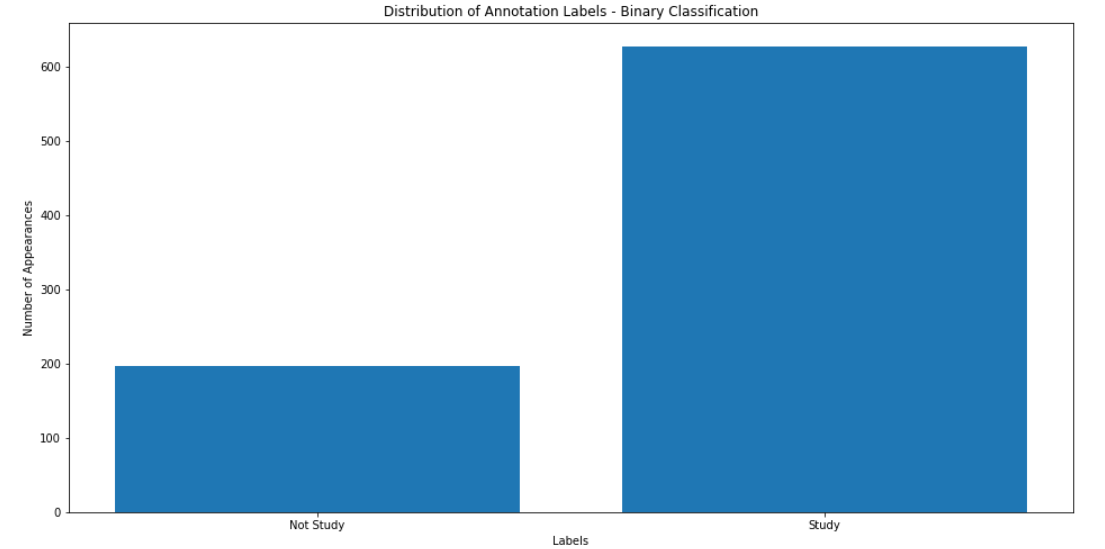 Distribution of Annotation Labels - Binary Classification
600
500
400
300
200
100
0
Number of Appearances
Not Study
Study
Labels